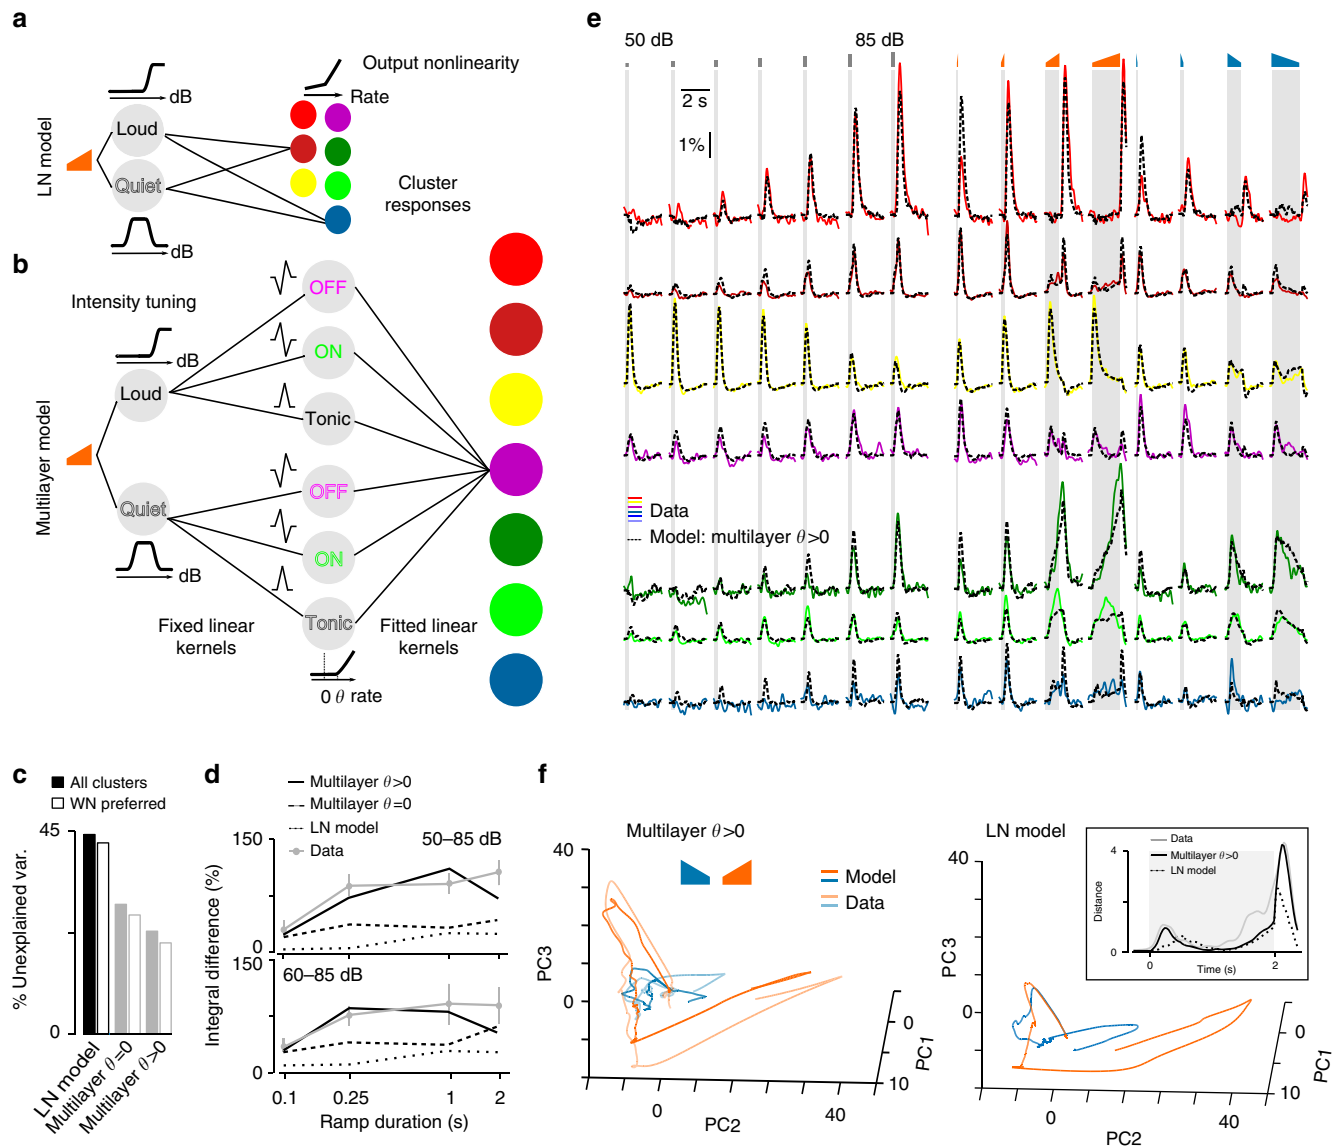 a
LN model
dB
Loud
Quiet
dB
Output nonlinearity
Rate
Cluster
responses
b
Multilayer model
Intensity tuning
dB
Loud
Quiet
dB
OFF
ON
Tonic
OFF
ON
Tonic
Fixed linear
kernels
Fitted linear
kernels
0 θ rate
c
All clusters
WN preferred
% Unexplained var.
45
0
LN model
Multilayer θ=0
Multilayer θ>0
d
Multilayer θ>0
Multilayer θ=0
LN model
Data
Integral difference (%)
150
50–85 dB
0
150
60–85 dB
0
0.1 0.25 1 2
Ramp duration (s)
e
50 dB 85 dB
2 s
1%
Data
Model: multilayer θ>0
f
Multilayer θ>0
Model
Data
PC3
40
0
0
10
PC1
0 40
PC2
LN model
PC3
40
0
0
10
PC1
0 40
PC2
Data
Multilayer θ>0
LN model
Distance
4
0
0 2
Time (s)